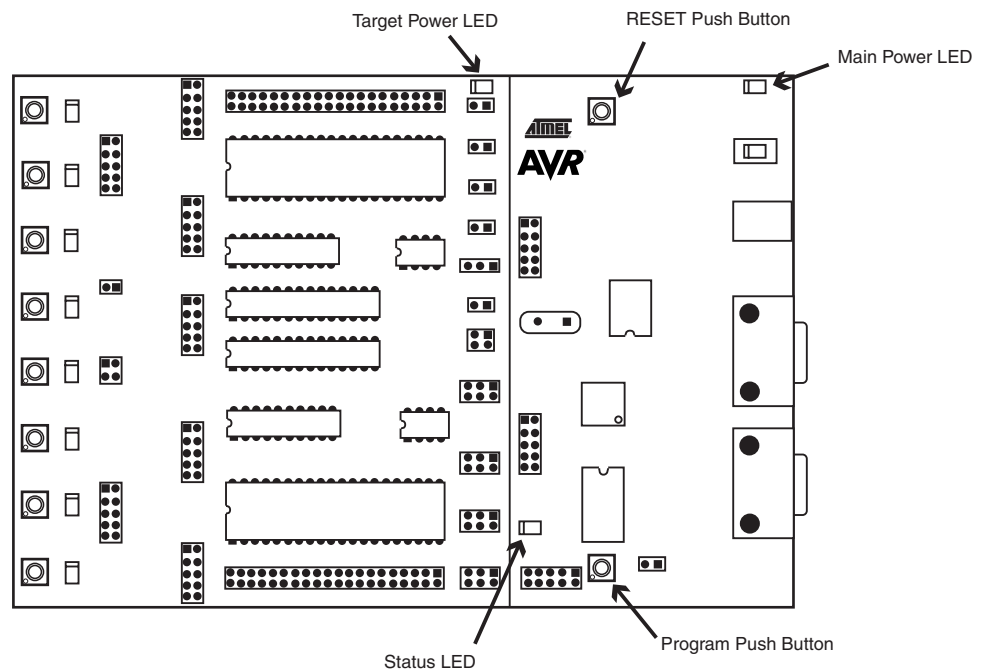 Target Power LED
RESET Push Button
Main Power LED
ATMEL
AVR
Program Push Button
Status LED